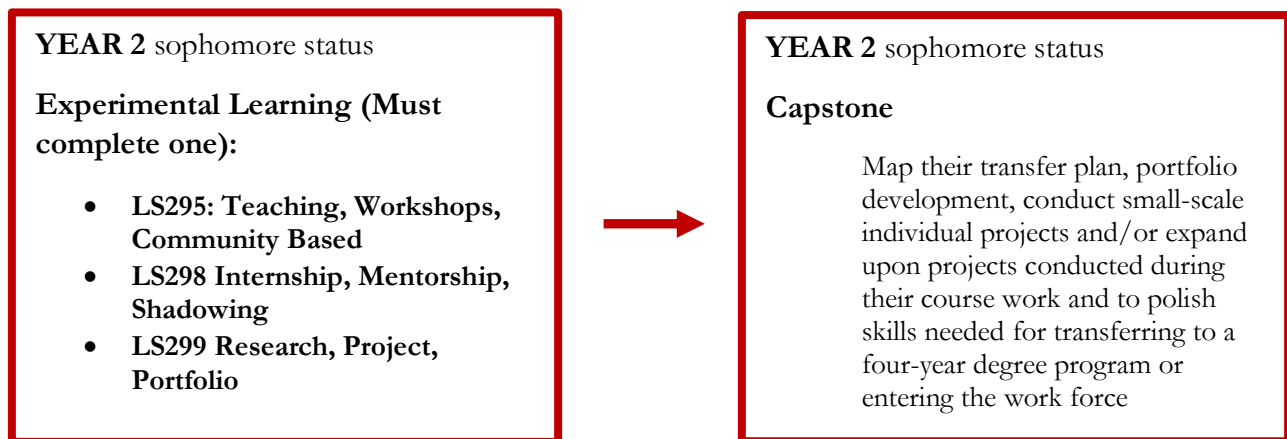 YEAR 2 sophomore status
Experimental Learning (Must
complete one):
• LS295: Teaching, Workshops,
Community Based
• LS298 Internship, Mentorship,
Shadowing
• LS299 Research, Project,
Portfolio
YEAR 2 sophomore status
Capstone
Map their transfer plan, portfolio
development, conduct small-scale
individual projects and/or expand
upon projects conducted during
their course work and to polish
skills needed for transferring to a
four-year degree program or
entering the work force